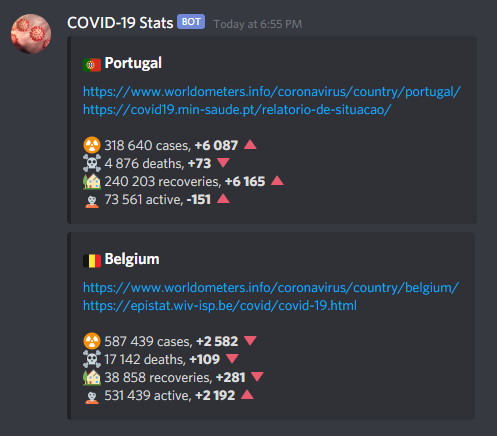 COVID-19 Stats BOT Today at 6:55 PM
Portugal
https://www.worldometers.info/coronavirus/country/portugal/
https://covid19.min-saude.pt/relatorio-de-situacao/
318 640 cases, +6 087
4 876 deaths, +73
240 203 recoveries, +6 165
73 561 active, -151
Belgium
https://www.worldometers.info/coronavirus/country/belgium/
https://epistat.wiv-isp.be/covid/covid-19.html
587 439 cases, +2 582
17 142 deaths, +109
38 858 recoveries, +281
531 439 active, +2 192